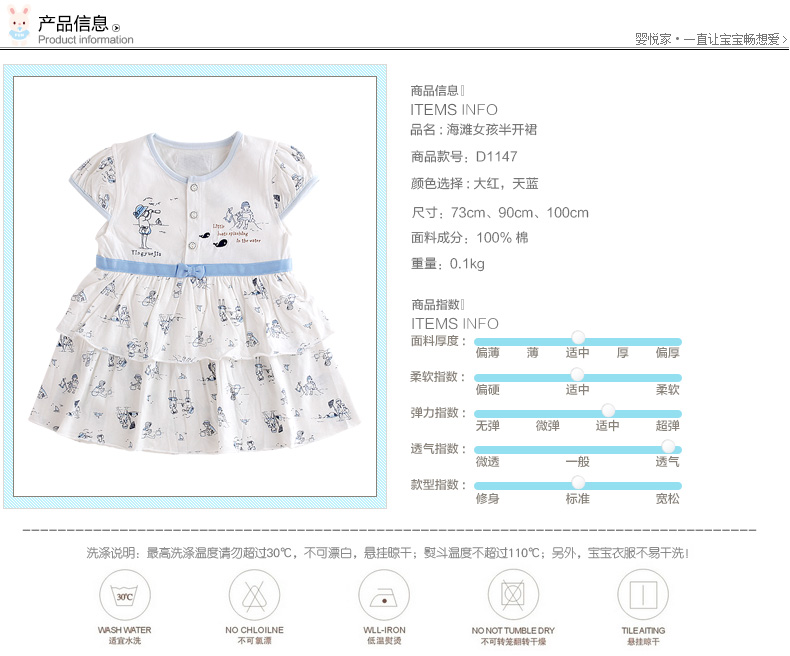 产品信息
Product information
婴悦家·一直让宝宝畅想爱>
商品信息
ITEMS INFO
品名：海滩女孩半开裙
商品款号：D1147
颜色选择：大红，天蓝
尺寸：73cm、90cm、100cm
面料成分：100% 棉
重量：0.1kg
Little
boats splashing
in the water
Yingyuejia
商品指数
ITEMS INFO
面料厚度：
偏薄 薄 适中 厚 偏厚
柔软指数：
偏硬 适中 柔软
弹力指数：
无弹 微弹 适中 超弹
透气指数：
微透 一般 透气
款型指数：
修身 标准 宽松
洗涤说明：最高洗涤温度请勿超过30℃，不可漂白，悬挂晾干；熨斗温度不超过110℃；另外，宝宝衣服不易干洗！
30℃
WASH WATER
适宜水洗
NO CHLOILNE
不可氯漂
WLL-IRON
低温熨烫
NO NOT TUMBLE DRY
不可转笼翻转干燥
TILE AITING
悬挂晾干